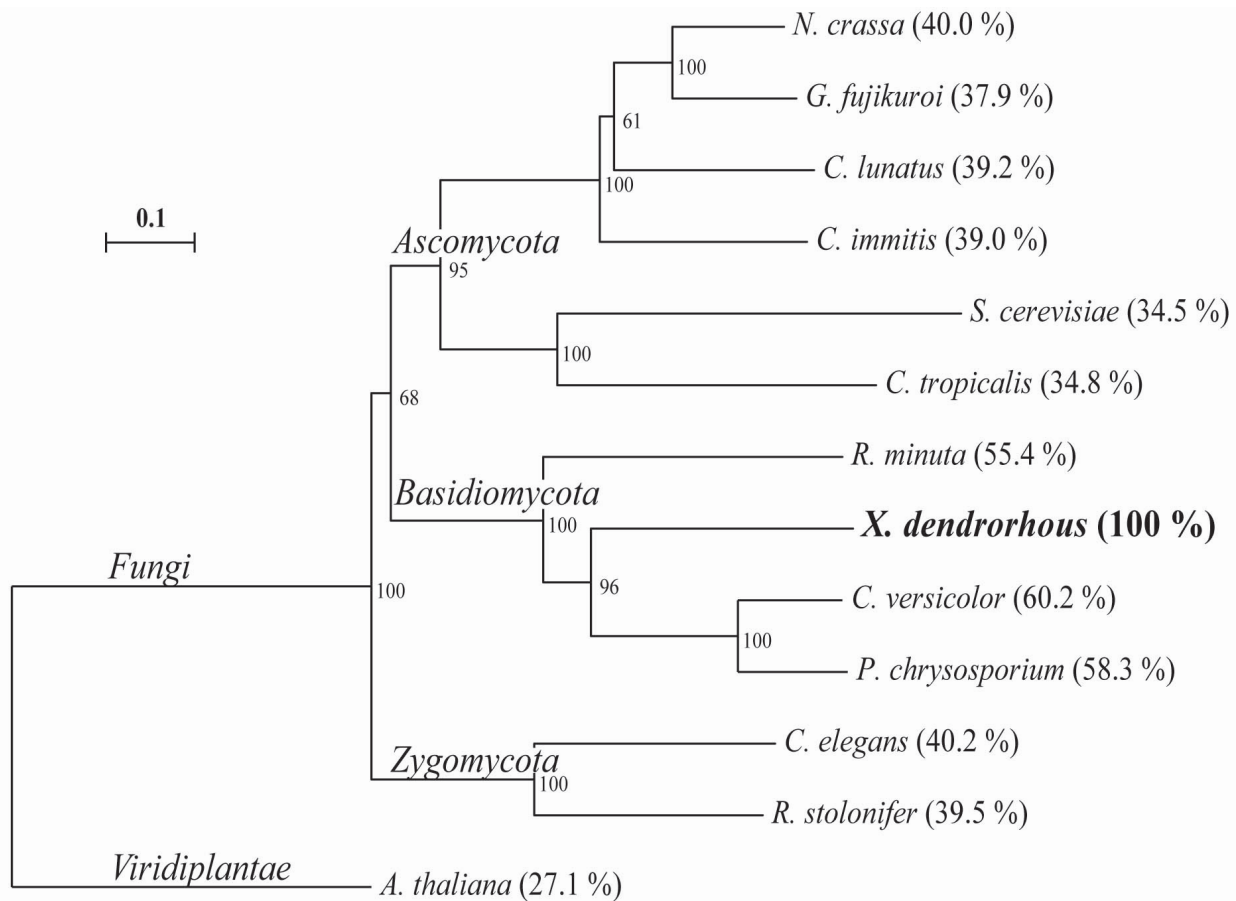 N. crassa (40.0 %)
100
G. fujikuroi (37.9 %)
61
C. lunatus (39.2 %)
100
0.1
Ascomycota
C. immitis (39.0 %)
95
S. cerevisiae (34.5 %)
100
C. tropicalis (34.8 %)
68
R. minuta (55.4 %)
Basidiomycota
100
X. dendrorhous (100 %)
Fungi
100
96
C. versicolor (60.2 %)
100
P. chrysosporium (58.3 %)
C. elegans (40.2 %)
Zygomycota
100
R. stolonifer (39.5 %)
Viridiplantae
A. thaliana (27.1 %)